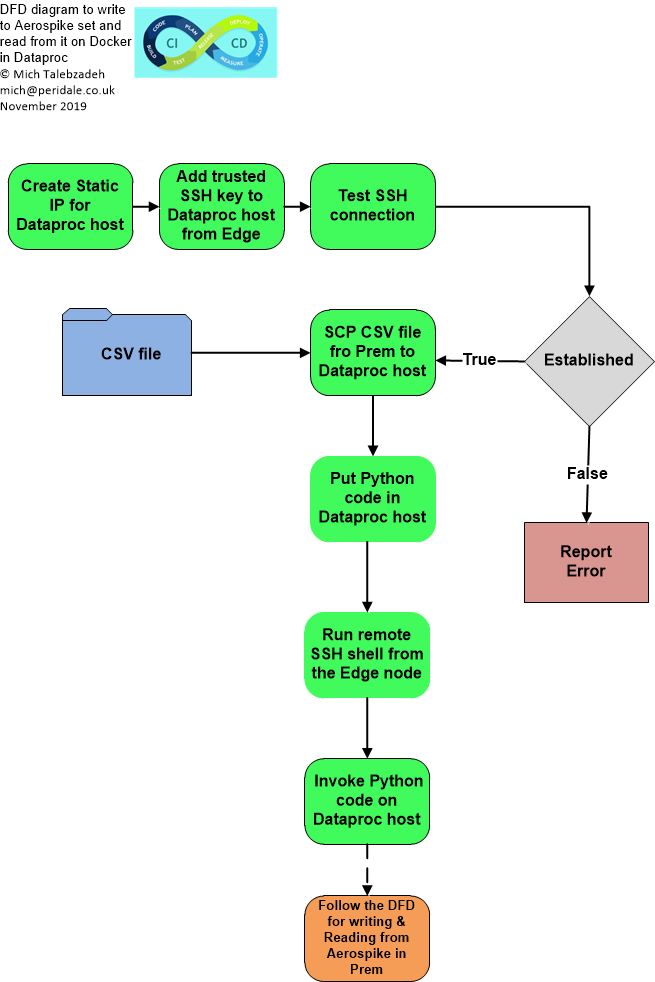 DFD diagram to write
to Aerospike set and
read from it on Docker
in Dataproc
© Mich Talebzadeh
mich@peridale.co.uk
November 2019
CODE
PLAN
BUILD
TEST
CI
RELEASE
DEPLOY
CD
OPERATE
MEASURE
Create Static
IP for
Dataproc host
Add trusted
SSH key to
Dataproc host
from Edge
Test SSH
connection
CSV file
SCP CSV file
fro Prem to
Dataproc host
True
Established
False
Put Python
code in
Dataproc host
Report
Error
Run remote
SSH shell from
the Edge node
Invoke Python
code on
Dataproc host
Follow the DFD
for writing &
Reading from
Aerospike in
Prem